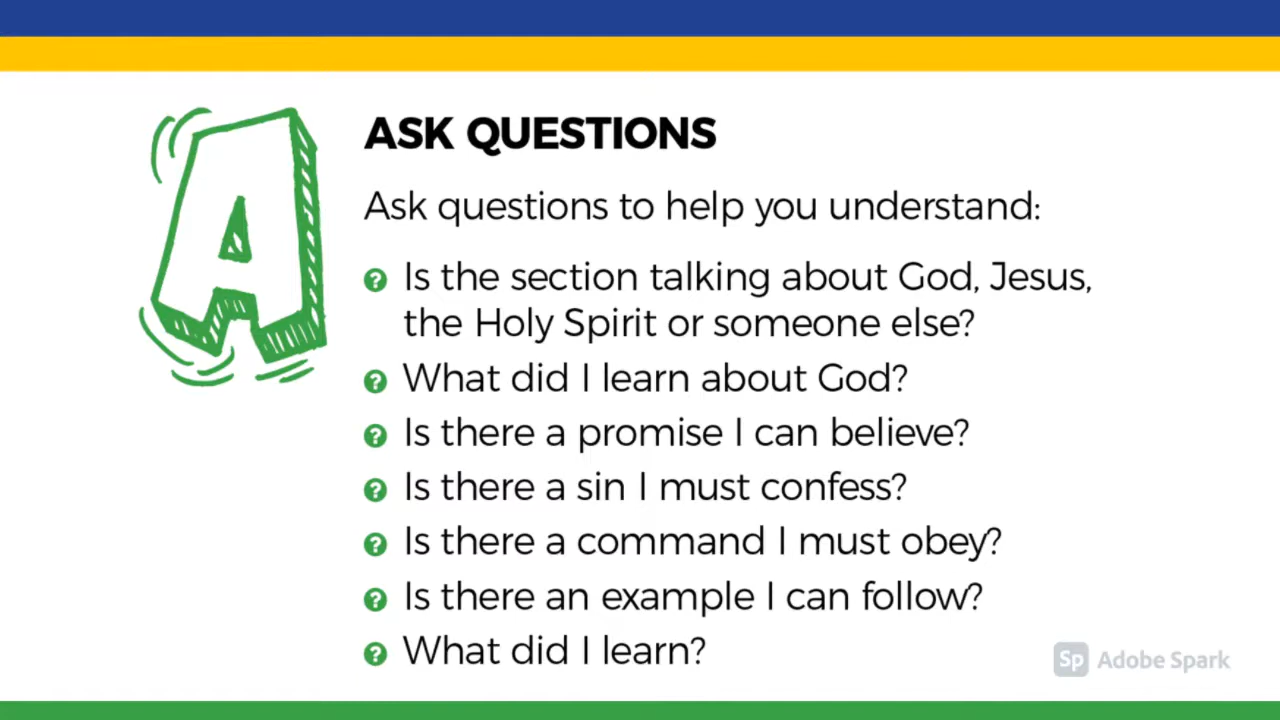 A
ASK QUESTIONS
Ask questions to help you understand:
? Is the section talking about God, Jesus,
the Holy Spirit or someone else?
? What did I learn about God?
? Is there a promise I can believe?
? Is there a sin I must confess?
? Is there a command I must obey?
? Is there an example I can follow?
? What did I learn?
Sp Adobe Spark